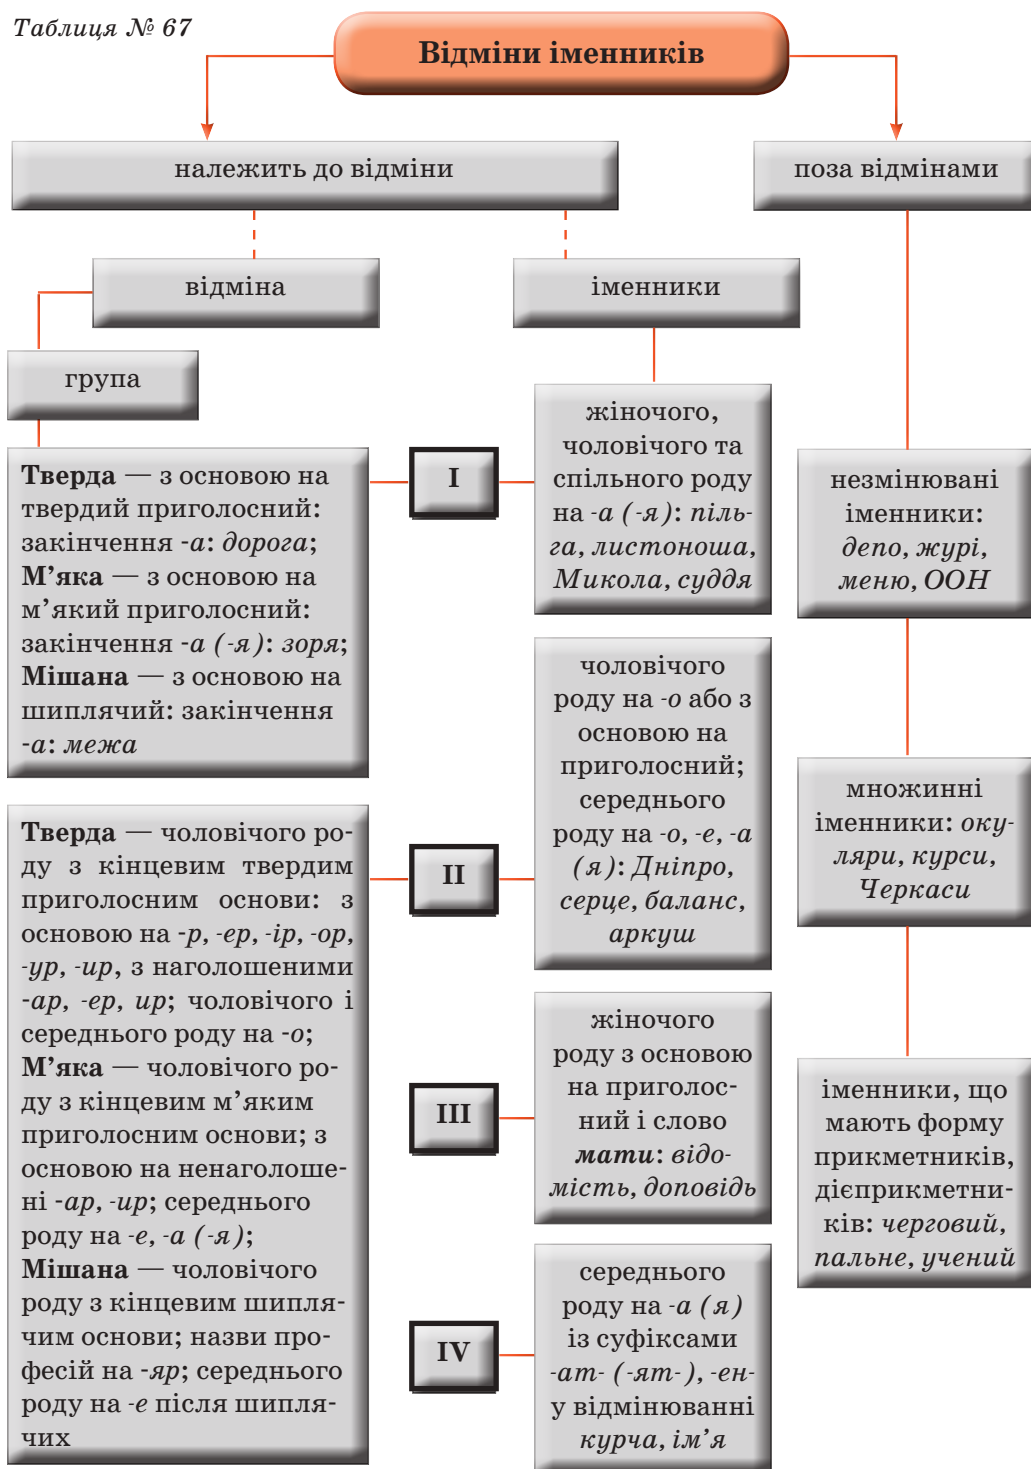 Таблиця № 67
Відміни іменників
належить до відміни
поза відмінами
відміна
іменники
група
Тверда — з основою на
твердий приголосний:
закінчення -а: дорога;
М’яка — з основою на
м’який приголосний:
закінчення -а (-я): зоря;
Мішана — з основою на
шиплячий: закінчення
-а: межа
I
жіночого,
чоловічого та
спільного роду
на -а (-я): піль-
га, листоноша,
Микола, суддя
Тверда — чоловічого ро-
ду з кінцевим твердим
приголосним основи: з
основою на -р, -ер, -ір, -ор,
-ур, -ир, з наголошеними
-ар, -ер, ир; чоловічого і
середнього роду на -о;
М’яка — чоловічого ро-
ду з кінцевим м’яким
приголосним основи; з
основою на ненаголоше-
ні -ар, -ир; середнього
роду на -е, -а (-я);
Мішана — чоловічого
роду з кінцевим шипля-
чим основи; назви про-
фесій на -яр; середнього
роду на -е після шипля-
чих
II
чоловічого
роду на -о або з
основою на
приголосний;
середнього
роду на -о, -е, -а
(я): Дніпро,
серце, баланс,
аркуш
III
жіночого
роду з основою
на приголос-
ний і слово
мати: відо-
мість, доповідь
IV
середнього
роду на -а (я)
із суфіксами
-ат- (-ят-), -ен-
у відмінюванні
курча, ім’я
незмінювані
іменники:
депо, журі,
меню, ООН
множинні
іменники: оку-
ляри, курси,
Черкаси
іменники, що
мають форму
прикметників,
дієприкметни-
ків: черговий,
пальне, учений